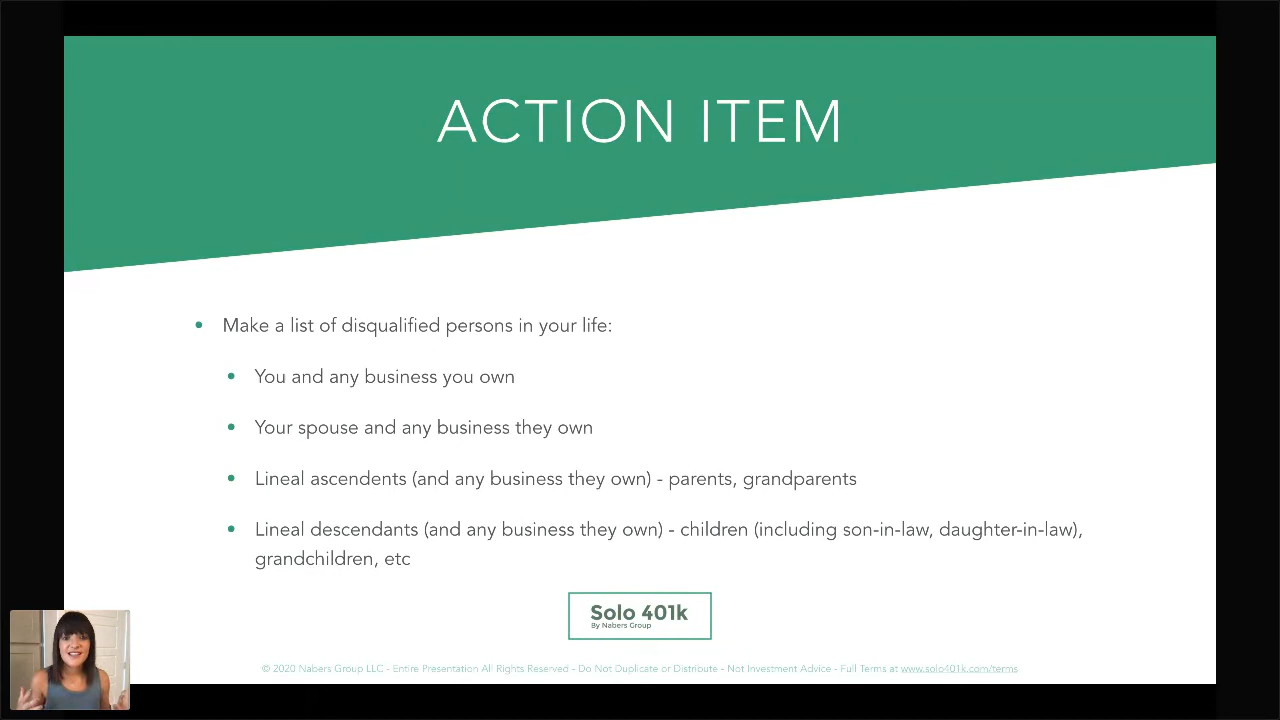 ACTION ITEM
• Make a list of disqualified persons in your life:
• You and any business you own
• Your spouse and any business they own
• Lineal ascendents (and any business they own) - parents, grandparents
• Lineal descendants (and any business they own) - children (including son-in-law, daughter-in-law),
grandchildren, etc
Solo 401k
By Nabers Group
© 2020 Nabers Group LLC - Entire Presentation All Rights Reserved - Do Not Duplicate or Distribute - Not Investment Advice - Full Terms at www.solo401k.com/terms